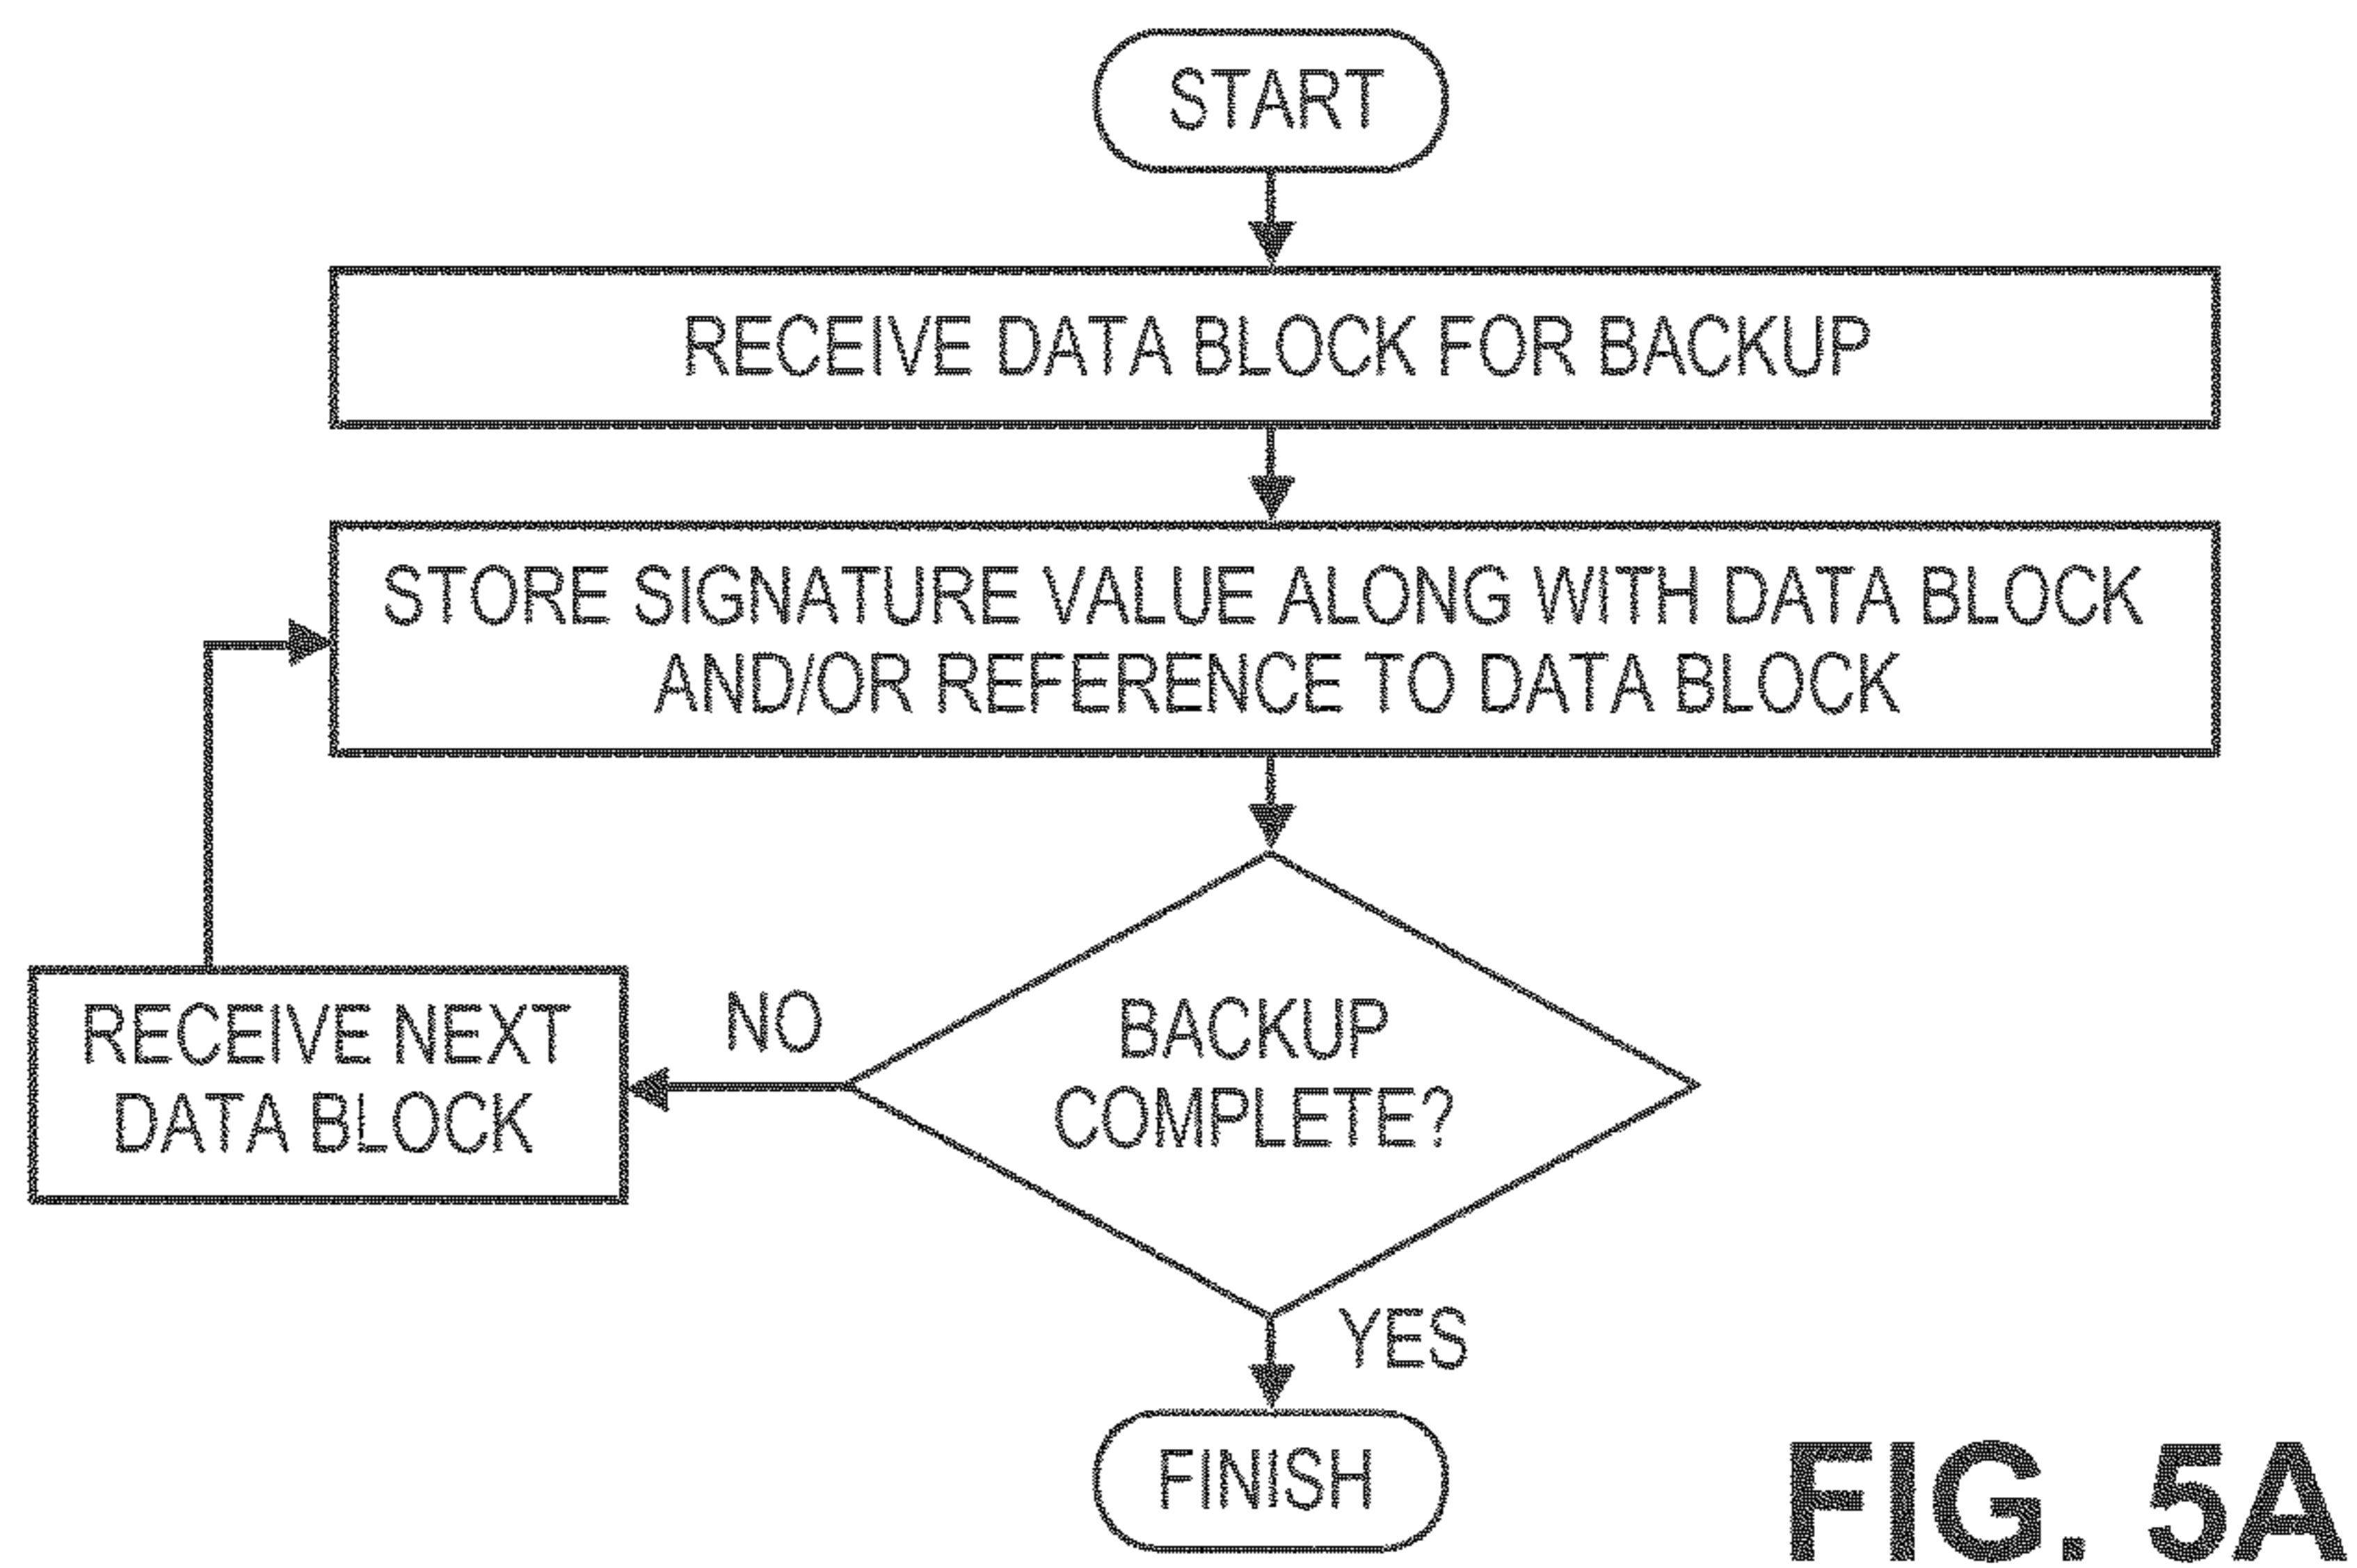 START
RECEIVE DATA BLOCK FOR BACKUP
STORE SIGNATURE VALUE ALONG WITH DATA BLOCK
AND/OR REFERENCE TO DATA BLOCK
RECEIVE NEXT
DATA BLOCK
NO
BACKUP
COMPLETE?
YES
FINISH
FIG. 5A